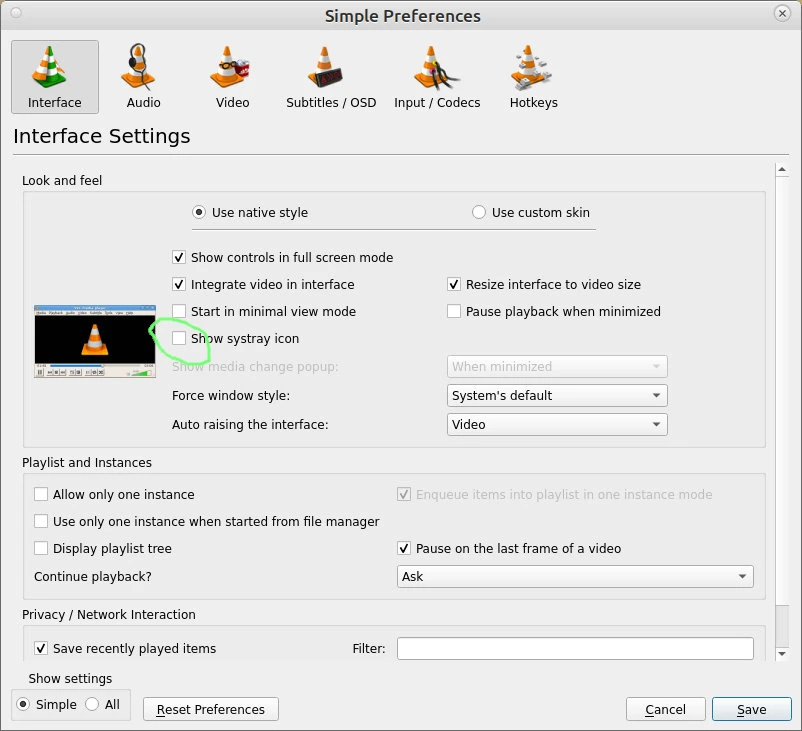 Simple Preferences
Interface Audio Video Subtitles / OSD Input / Codecs Hotkeys
Interface Settings
Look and feel
Use native style Use custom skin
Show controls in full screen mode
Integrate video in interface Resize interface to video size
Start in minimal view mode Pause playback when minimized
Show systray icon
Show media change popup: When minimized
Force window style: System's default
Auto raising the interface: Video
Playlist and Instances
Allow only one instance Enqueue items into playlist in one instance mode
Use only one instance when started from file manager
Display playlist tree Pause on the last frame of a video
Continue playback? Ask
Privacy / Network Interaction
Save recently played items Filter:
Show settings
Simple All Reset Preferences Cancel Save